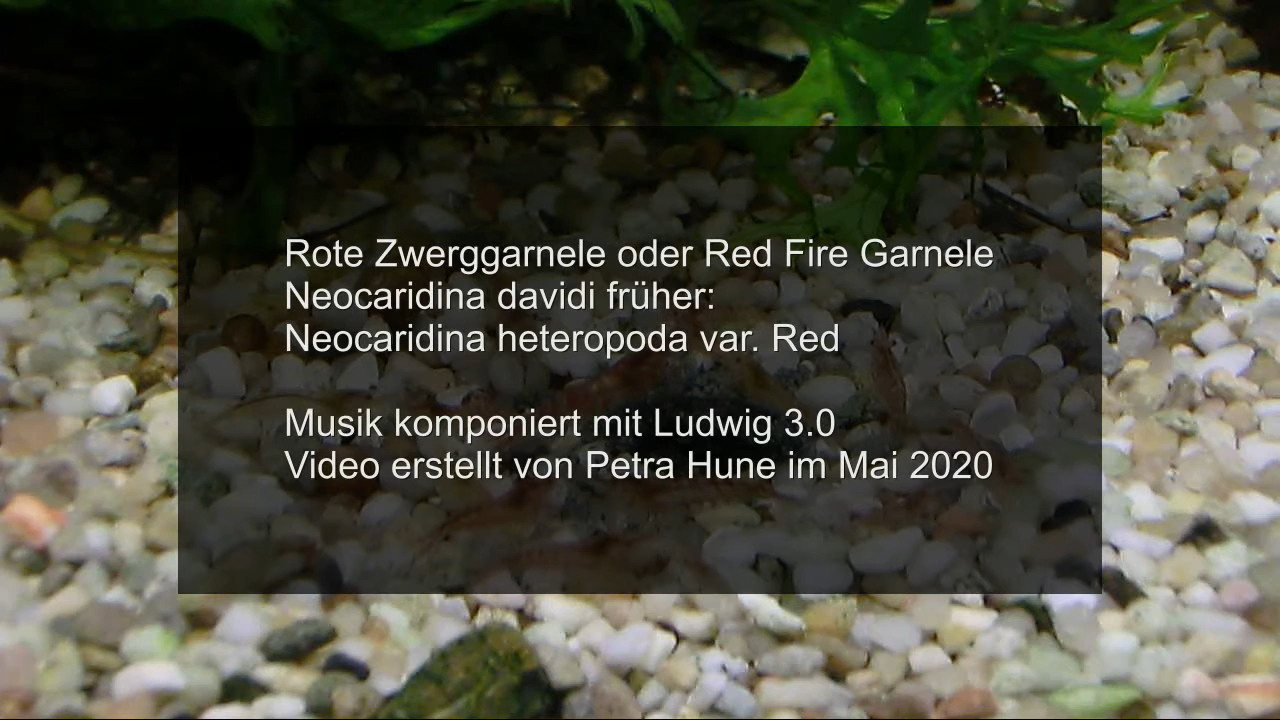 Rote Zwerggarnele oder Red Fire Garnele
Neocaridina davidi früher:
Neocaridina heteropoda var. Red
Musik komponiert mit Ludwig 3.0
Video erstellt von Petra Hune im Mai 2020